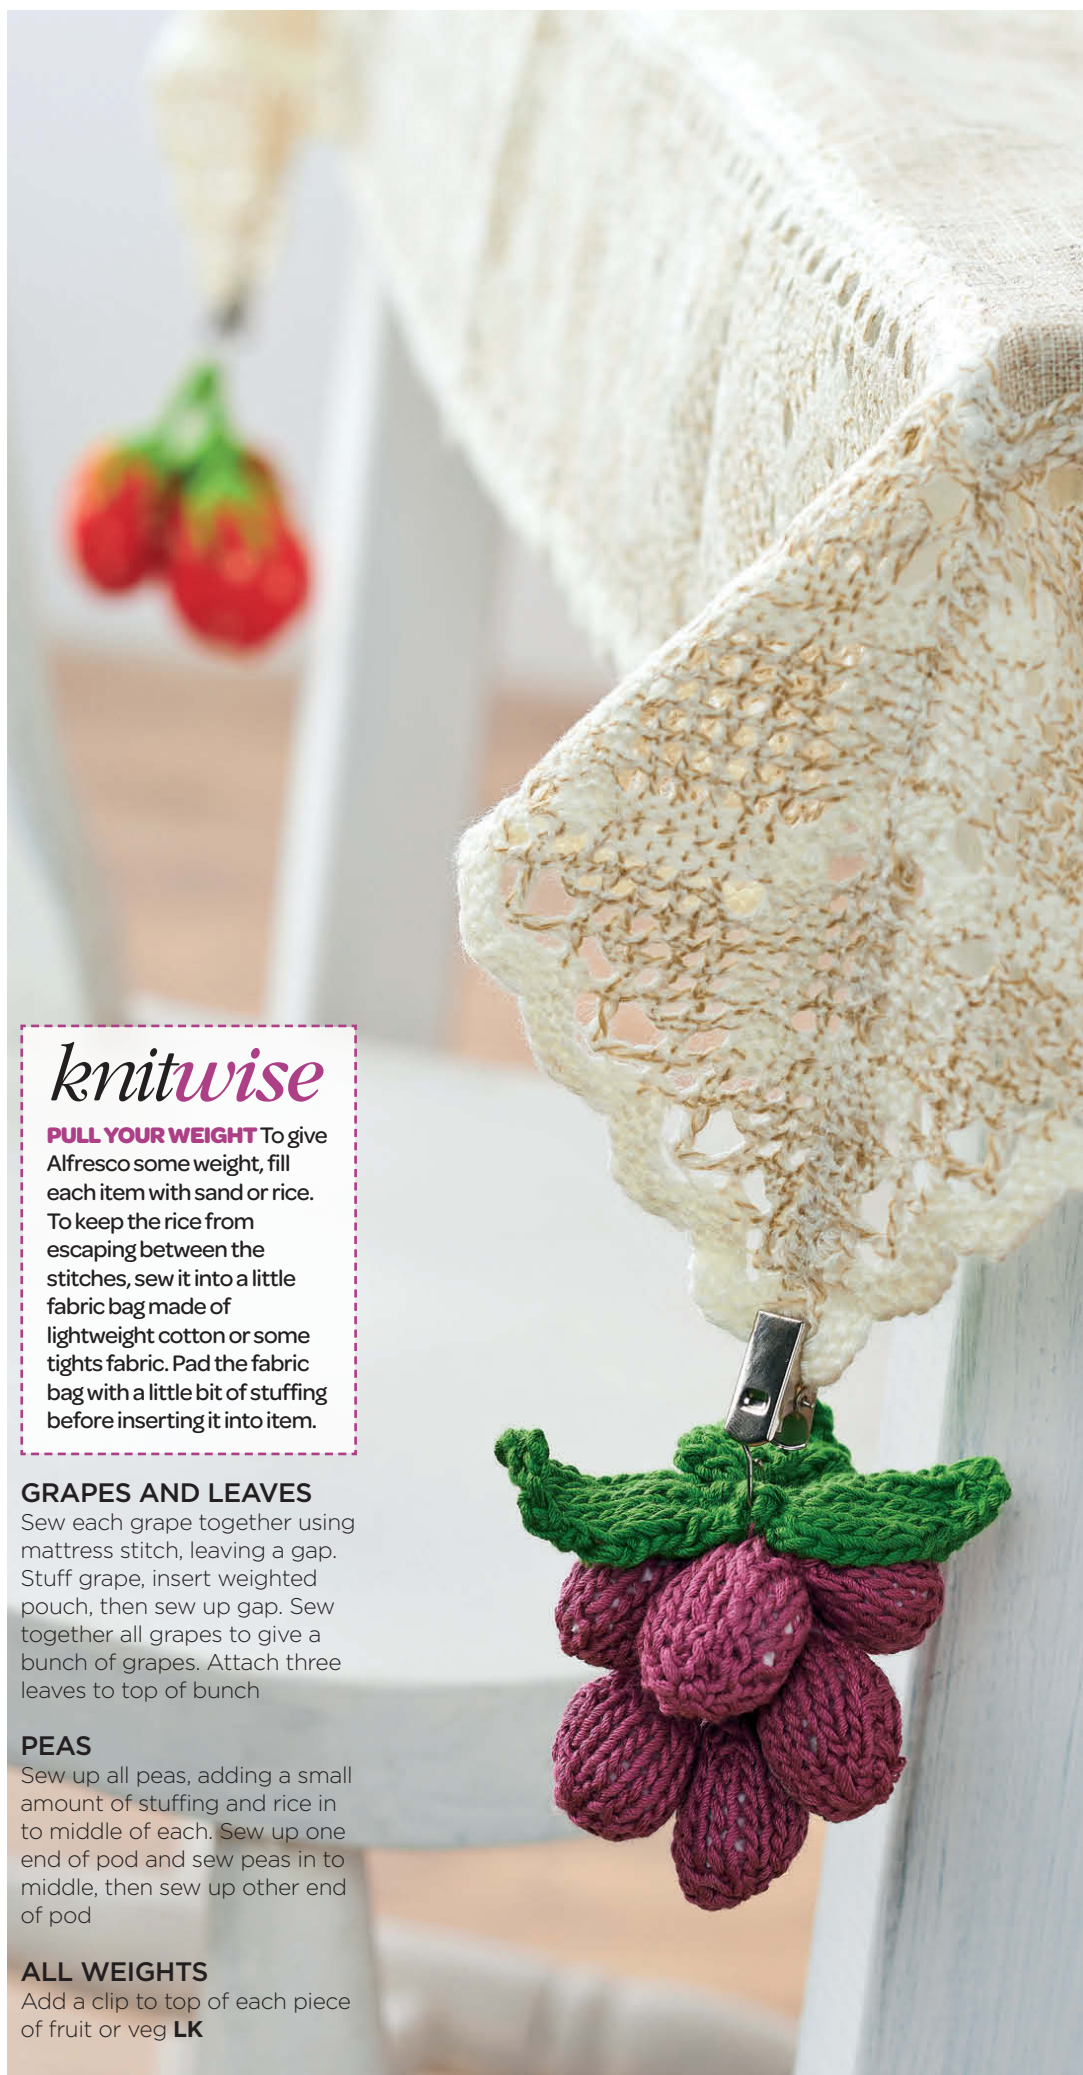 knitwise
PULL YOUR WEIGHT To give
Alfresco some weight, fill
each item with sand or rice.
To keep the rice from
escaping between the
stitches, sew it into a little
fabric bag made of
lightweight cotton or some
tights fabric. Pad the fabric
bag with a little bit of stuffing
before inserting it into item.
GRAPES AND LEAVES
Sew each grape together using
mattress stitch, leaving a gap.
Stuff grape, insert weighted
pouch, then sew up gap. Sew
together all grapes to give a
bunch of grapes. Attach three
leaves to top of bunch
PEAS
Sew up all peas, adding a small
amount of stuffing and rice in
to middle of each. Sew up one
end of pod and sew peas in to
middle, then sew up other end
of pod
ALL WEIGHTS
Add a clip to top of each piece
of fruit or veg LK